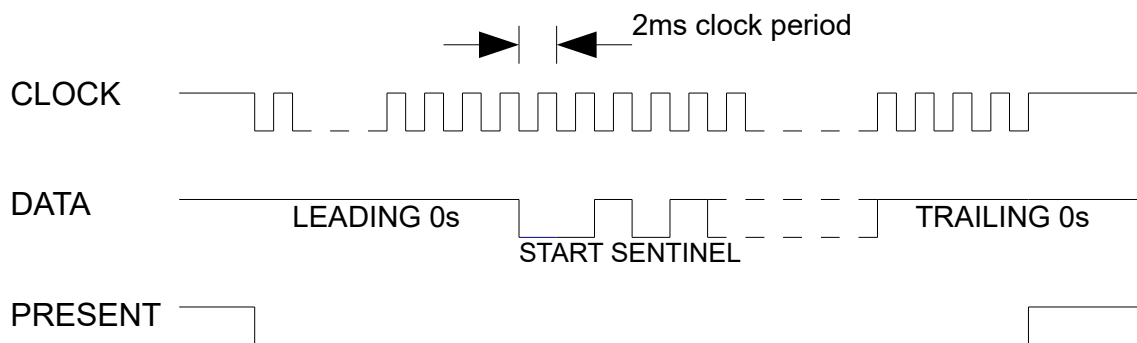 2ms clock period
CLOCK
DATA
LEADING 0s
TRAILING 0s
START SENTINEL
PRESENT